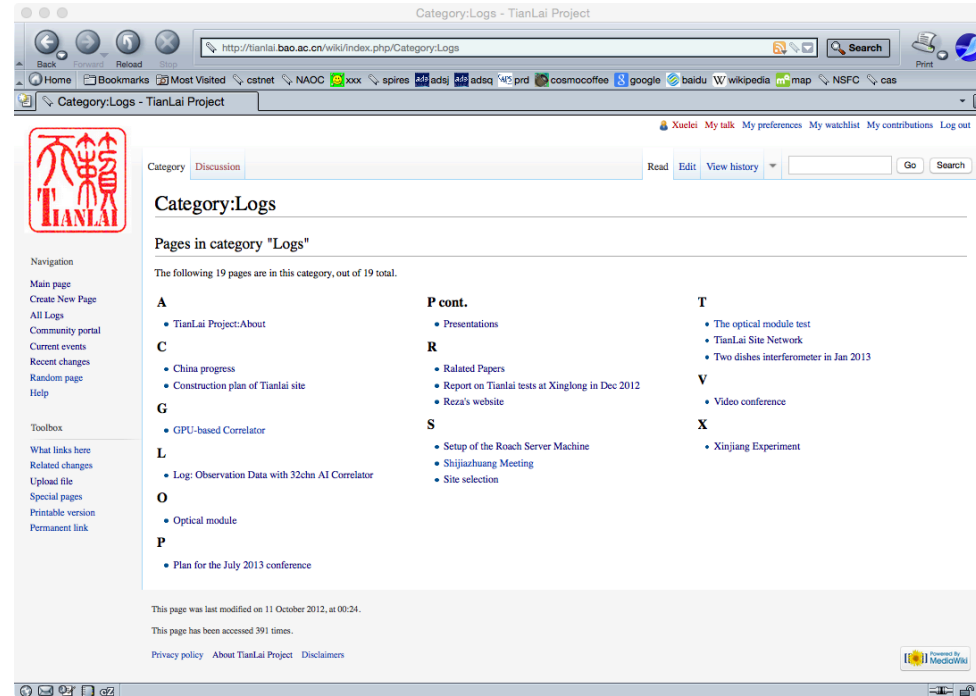 Category:Logs - TianLai Project
Back Forward Reload Stop
http://tianlai.bao.ac.cn/wiki/index.php/Category:Logs
Search
Print
Home Bookmarks Most Visited cstnet NAOC xxx spires ads adsj ads adsq APS prd cosmocoffee google baidu W wikipedia map NSFC cas
Category:Logs - TianLai Project
Xuelei My talk My preferences My watchlist My contributions Log out
天籁
TIANLAI
Category Discussion
Read Edit View history
Go Search
Category:Logs
Pages in category "Logs"
The following 19 pages are in this category, out of 19 total.
Navigation
Main page
Create New Page
All Logs
Community portal
Current events
Recent changes
Random page
Help
Toolbox
What links here
Related changes
Upload file
Special pages
Printable version
Permanent link
A
TianLai Project:About
C
China progress
Construction plan of Tianlai site
G
GPU-based Correlator
L
Log: Observation Data with 32chn AI Correlator
O
Optical module
P
Plan for the July 2013 conference
P cont.
Presentations
R
Ralated Papers
Report on Tianlai tests at Xinglong in Dec 2012
Reza's website
S
Setup of the Roach Server Machine
Shijiazhuang Meeting
Site selection
T
The optical module test
TianLai Site Network
Two dishes interferometer in Jan 2013
V
Video conference
X
Xinjiang Experiment
This page was last modified on 11 October 2012, at 00:24.
This page has been accessed 391 times.
Privacy policy About TianLai Project Disclaimers
Powered By
MediaWiki